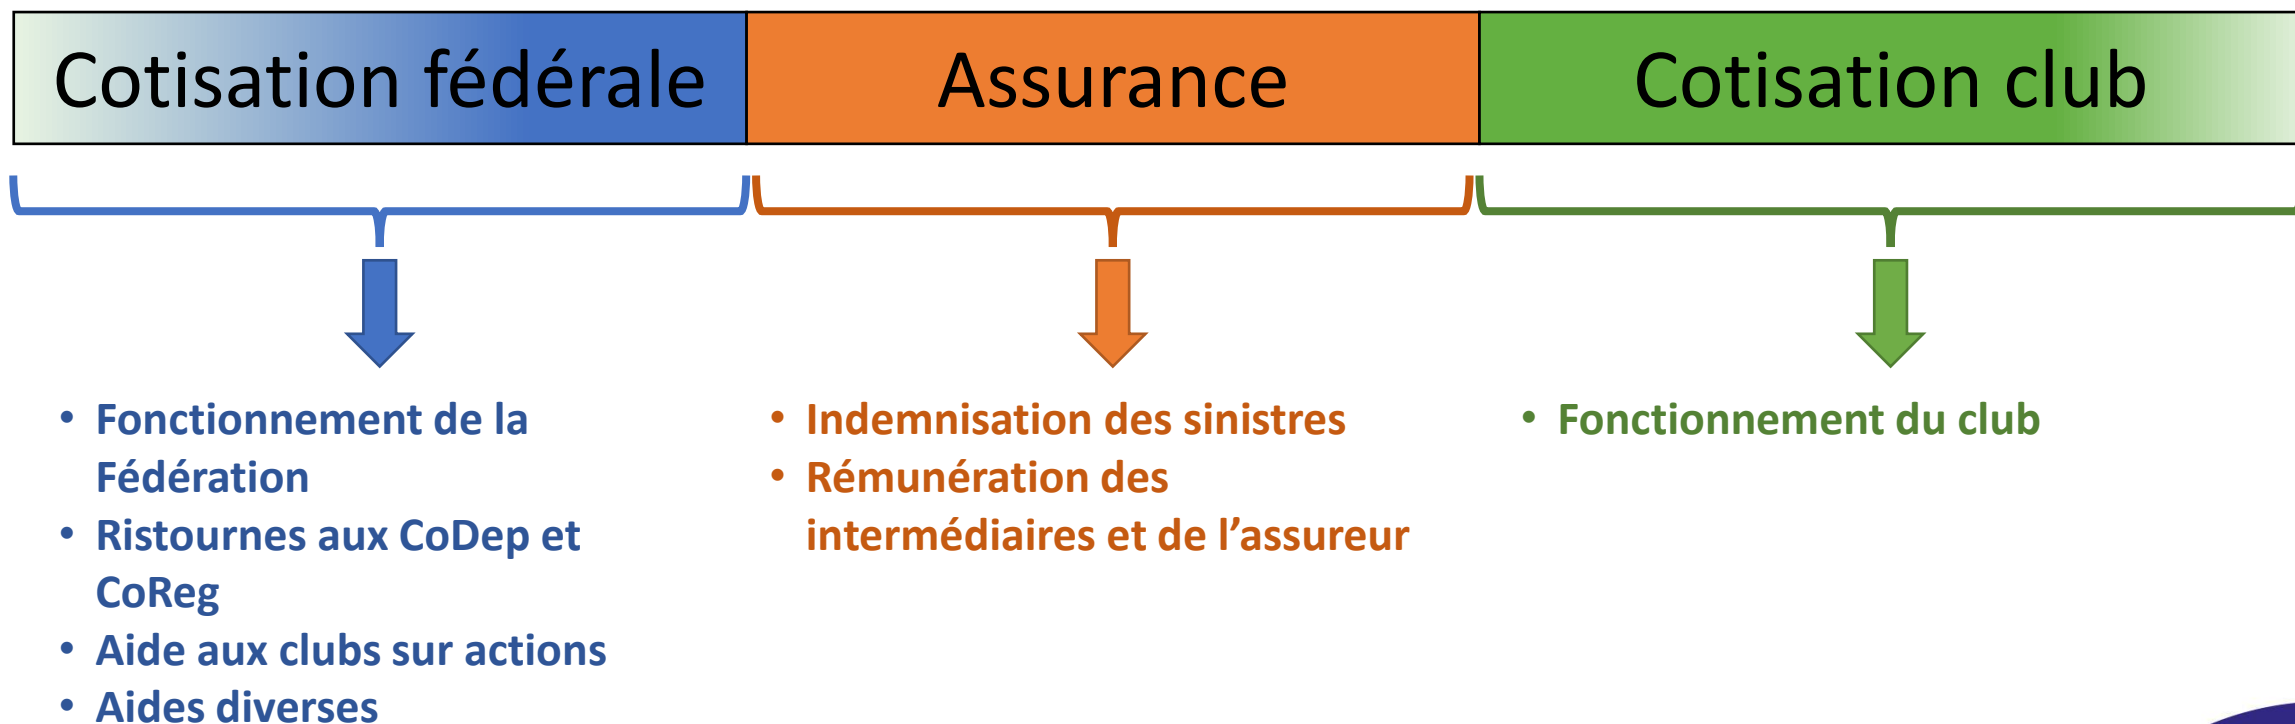 Cotisation fédérale
Assurance
Cotisation club
• Fonctionnement de la
Fédération
• Ristournes aux CoDep et
CoReg
• Aide aux clubs sur actions
• Aides diverses
• Indemnisation des sinistres
• Rémunération des
intermédiaires et de l’assureur
• Fonctionnement du club